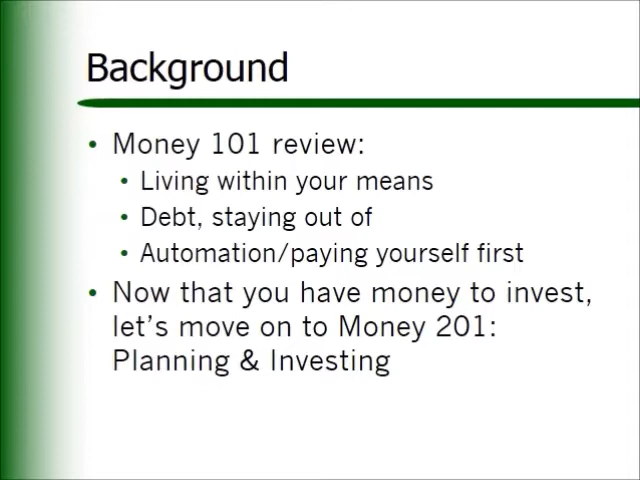 Background
• Money 101 review:
• Living within your means
• Debt, staying out of
• Automation/paying yourself first
• Now that you have money to invest,
let’s move on to Money 201:
Planning & Investing